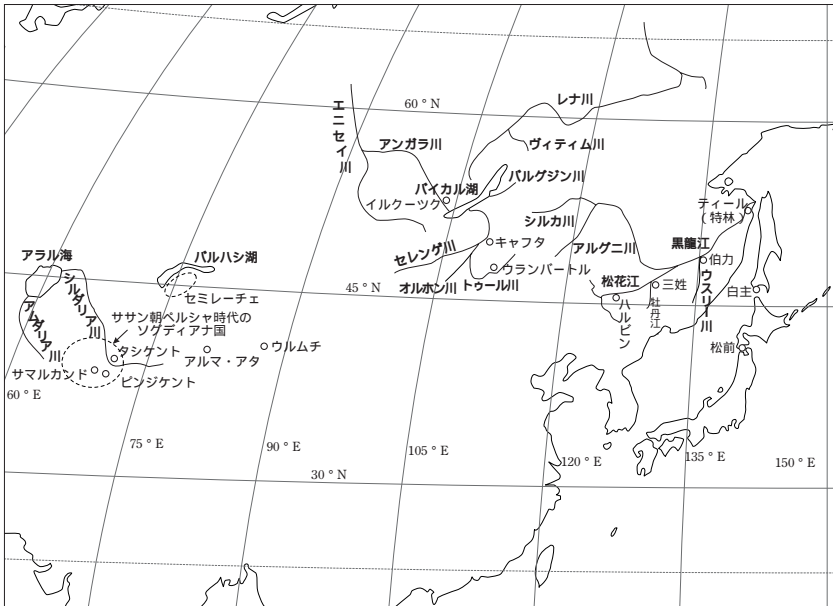 60 ° N
レナ川
エニセイ川
アンガラ川
ヴィティム川
バルグジン川
バイカル湖
イルクーツク
シルカ川
ティール
(特林)
アルグニ川
黒龍江
キャフタ
セレンゲ川
ウランバートル
伯力
アラル海
バルハシ湖
シルダリア川
セミレーチェ
45 ° N
オルホン川
トゥール川
松花江
三姓
ウスリー川
白主
アムダリア川
ササン朝ペルシャ時代の
ソグディアナ国
ハルビン
牡丹江
タシケント
アルマ・アタ
ウルムチ
松前
サマルカンド
ピンジケント
60 ° E
75 ° E
90 ° E
105 ° E
120 ° E
135 ° E
150 ° E
30 ° N